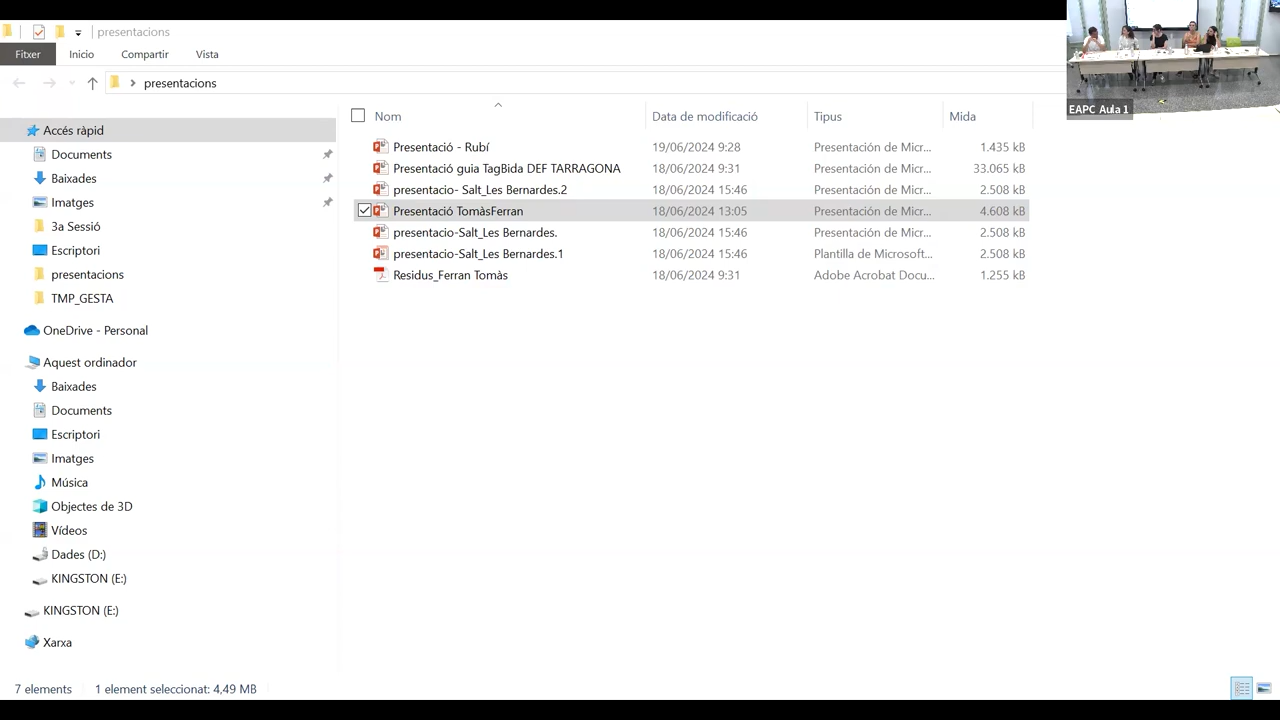 presentacions
Fitxer Inici Compartir Vista
presentacions
EAPC Aula 1
Nom Data de modificació Tipus Mida
Presentació - Rubí 19/06/2024 9:28 Presentación de Micr... 1.435 kB
Presentació guia TagBida DEF TARRAGONA 18/06/2024 9:31 Presentación de Micr... 33.065 kB
presentacio- Salt_Les Bernardes.2 18/06/2024 15:46 Presentación de Micr... 2.508 kB
Presentació TomàsFerran 18/06/2024 13:05 Presentación de Micr... 4.608 kB
presentacio-Salt_Les Bernardes. 18/06/2024 15:46 Presentación de Micr... 2.508 kB
presentacio-Salt_Les Bernardes.1 18/06/2024 15:46 Plantilla de Microsoft... 2.508 kB
Residus_Ferran Tomàs 18/06/2024 9:31 Adobe Acrobat Docu... 1.255 kB
Accés ràpid
Documents
Baixades
Imatges
3a Sessió
Escriptori
presentacions
TMP_GESTA
OneDrive - Personal
Aquest ordinador
Baixades
Documents
Escriptori
Imatges
Música
Objectes de 3D
Vídeos
Dades (D:)
KINGSTON (E:)
KINGSTON (E:)
Xarxa
7 elements 1 element seleccionat: 4,49 MB